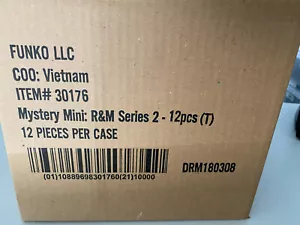 FUNKO LLC
COO: Vietnam
ITEM# 30176
Mystery Mini: R&M Series 2 - 12pcs (T)
12 PIECES PER CASE
DRM180308
(01)10889698301760(21)10000